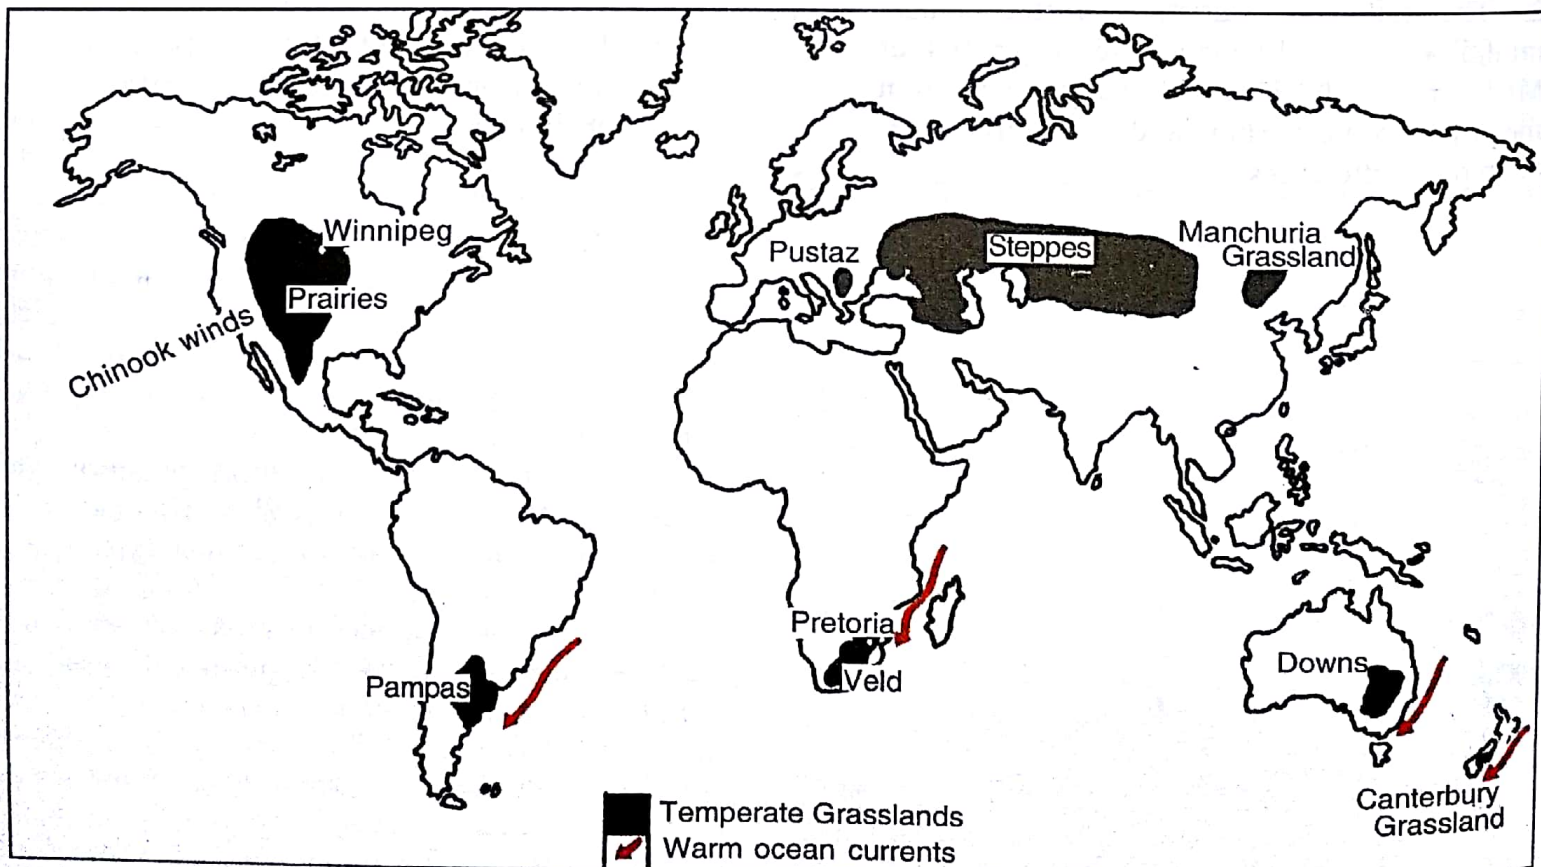 Winnipeg
Prairies
Chinook winds
Pustaz
Steppes
Manchuria
Grassland
Pampas
Pretoria
Veld
Downs
Canterbury
Grassland
Temperate Grasslands
Warm ocean currents